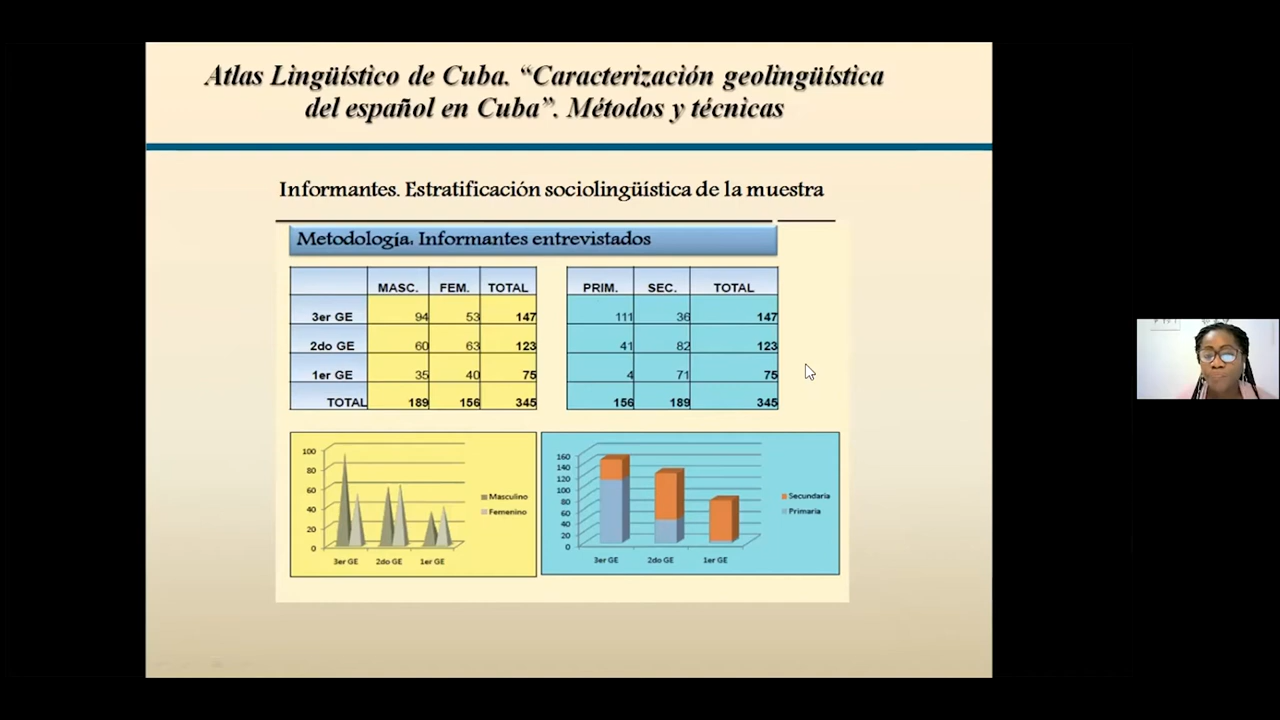 Atlas Lingüístico de Cuba. “Caracterización geolingüística
del español en Cuba”. Métodos y técnicas
Informantes. Estratificación sociolingüística de la muestra
Metodología. Informantes entrevistados
MASC. FEM. TOTAL
3er GE 94 53 147
2do GE 60 63 123
1er GE 35 40 75
TOTAL 189 156 345
PRIM. SEC. TOTAL
111 36 147
41 82 123
4 71 75
156 189 345
100
80
60
40
20
0
3er GE 2do GE 1er GE
Masculino
Femenino
160
140
120
100
80
60
40
20
0
3er GE 2do GE 1er GE
Secundaria
Primaria